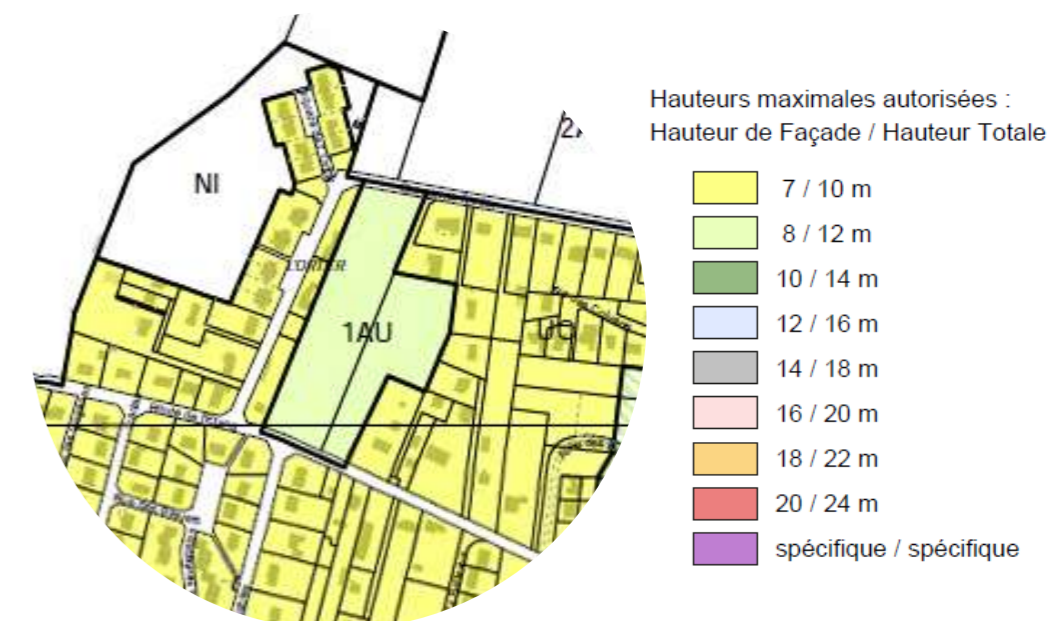 Hauteurs maximales autorisées :
Hauteur de Façade / Hauteur Totale
7 / 10 m
8 / 12 m
10 / 14 m
12 / 16 m
14 / 18 m
16 / 20 m
18 / 22 m
20 / 24 m
spécifique / spécifique
NI
L'ORIER
1AU